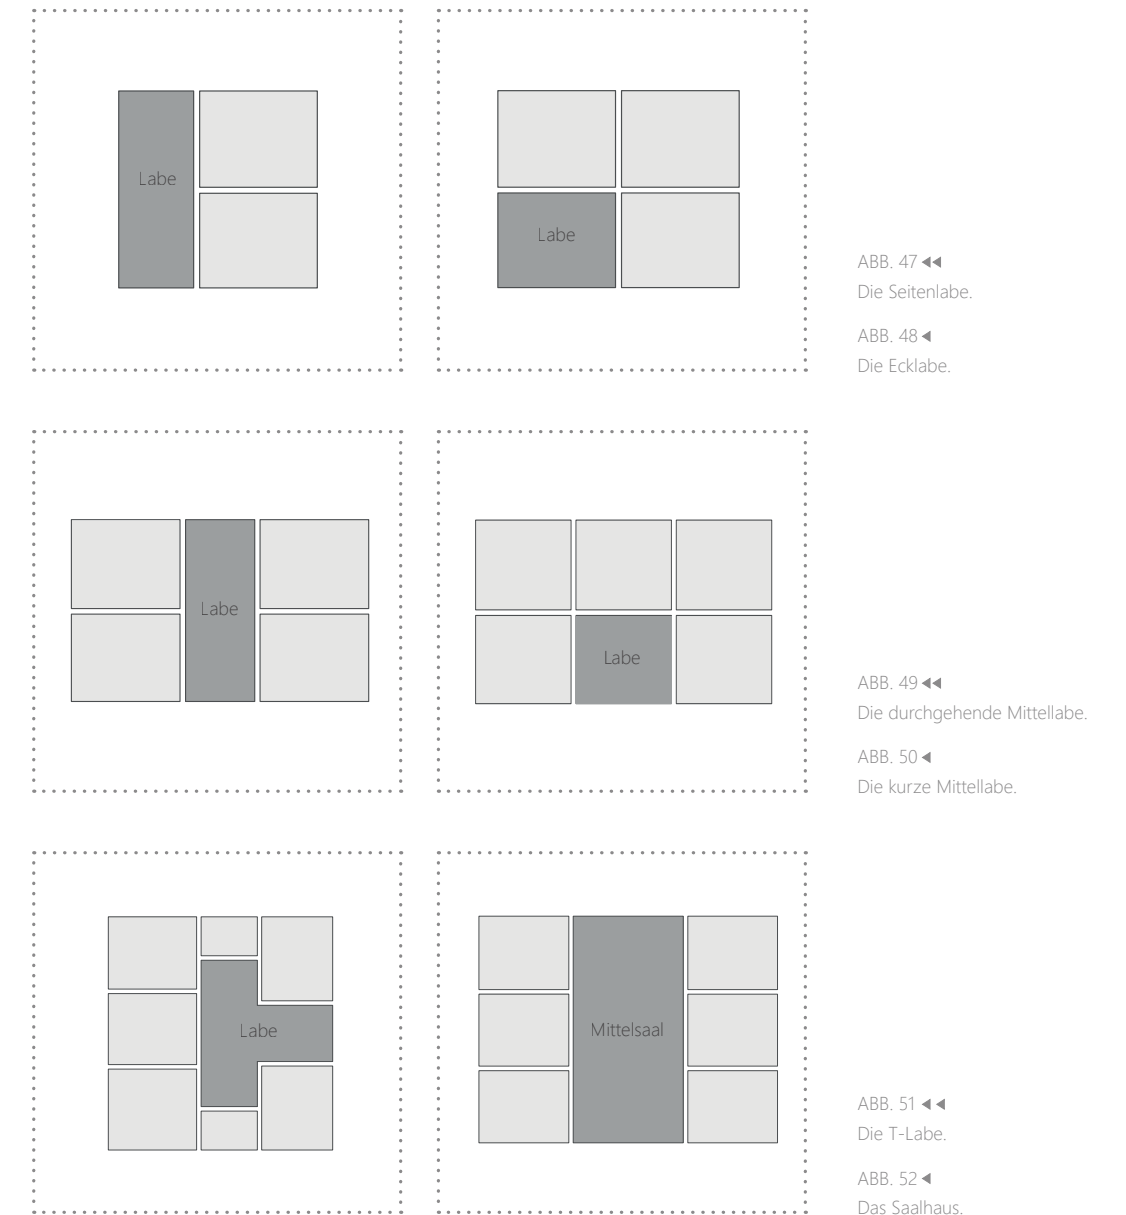 Labe
Labe
ABB. 47 ◀◀
Die Seitenlabe.
ABB. 48 ◀
Die Ecklabe.
Labe
Labe
ABB. 49 ◀◀
Die durchgehende Mittellabe.
ABB. 50 ◀
Die kurze Mittellabe.
Labe
Mittelsaal
ABB. 51 ◀◀
Die T-Labe.
ABB. 52 ◀
Das Saalhaus.